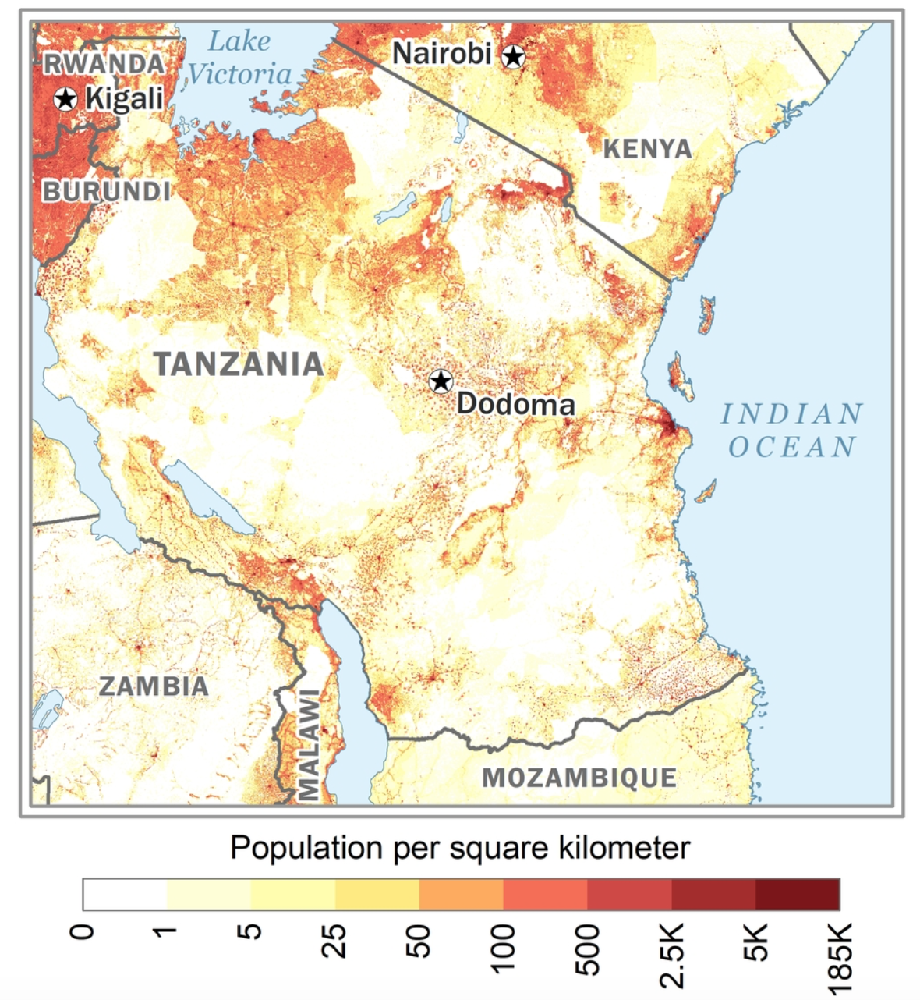 Lake
Victoria
Nairobi
RWANDA
Kigali
KENYA
BURUNDI
TANZANIA
Dodoma
INDIAN
OCEAN
ZAMBIA
MALAWI
MOZAMBIQUE
Population per square kilometer
0 1 5 25 50 100 500 2.5K 5K 185K